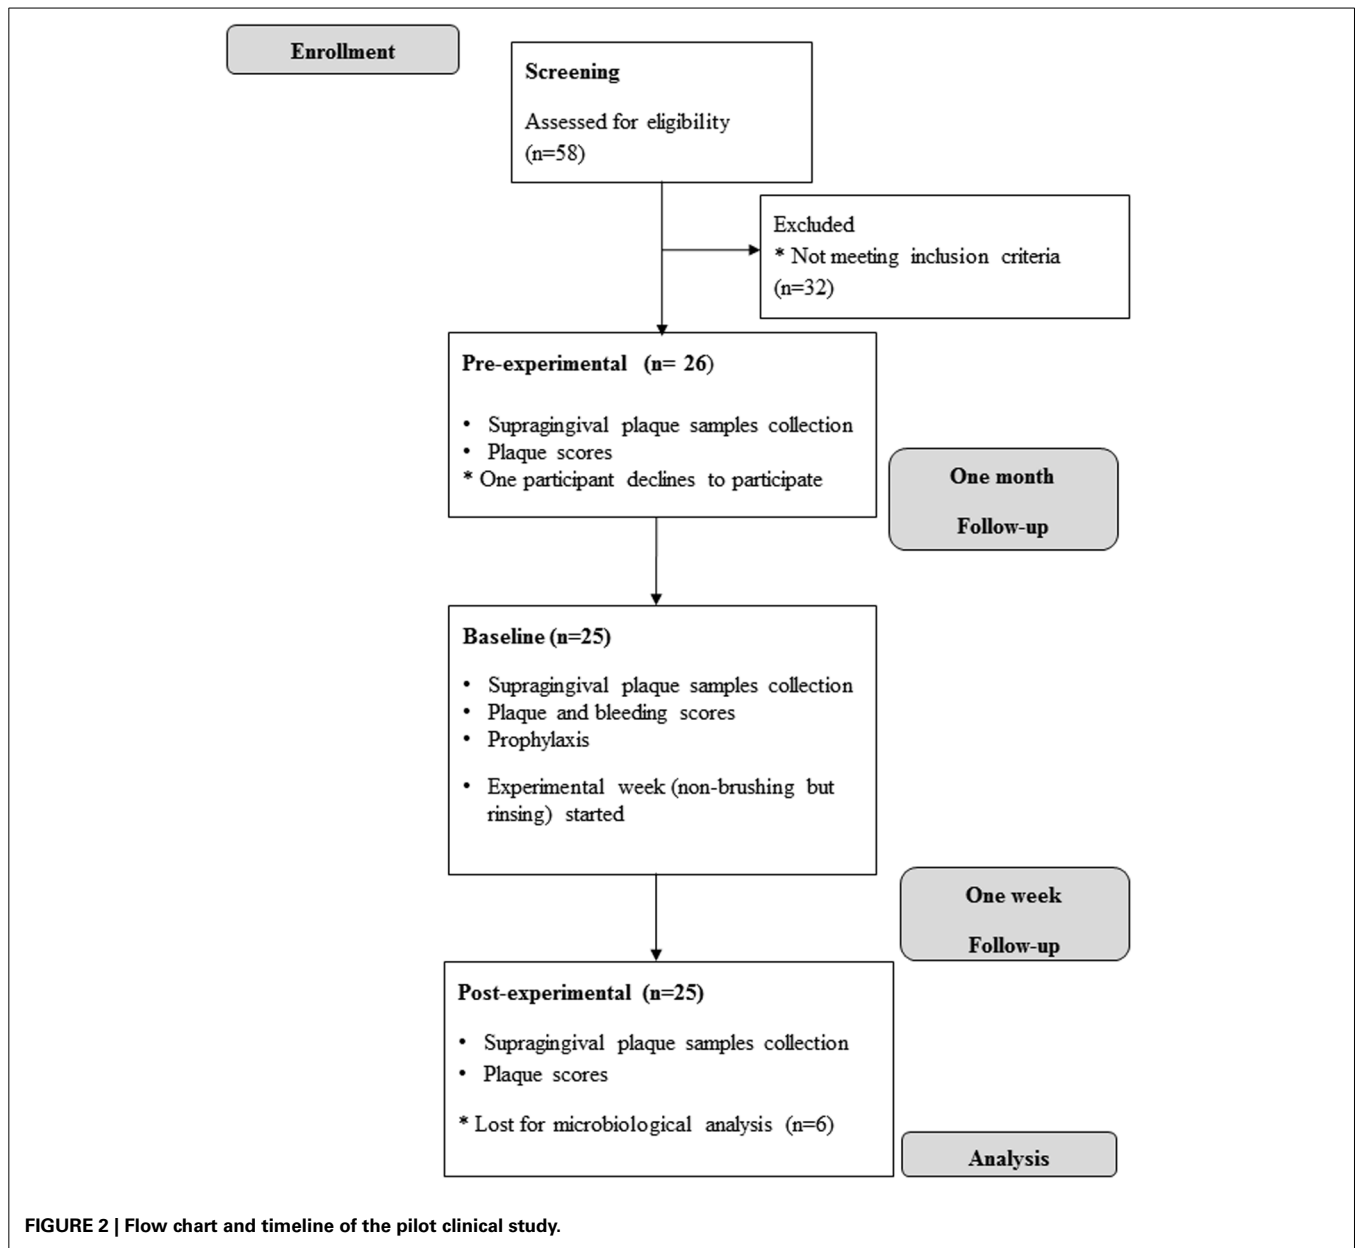 Enrollment
Screening
Assessed for eligibility
(n=58)
Excluded
* Not meeting inclusion criteria
(n=32)
Pre-experimental (n= 26)
• Supragingival plaque samples collection
• Plaque scores
* One participant declines to participate
One month
Follow-up
Baseline (n=25)
• Supragingival plaque samples collection
• Plaque and bleeding scores
• Prophylaxis
• Experimental week (non-brushing but
rinsing) started
One week
Follow-up
Post-experimental (n=25)
• Supragingival plaque samples collection
• Plaque scores
* Lost for microbiological analysis (n=6)
Analysis
FIGURE 2 | Flow chart and timeline of the pilot clinical study.